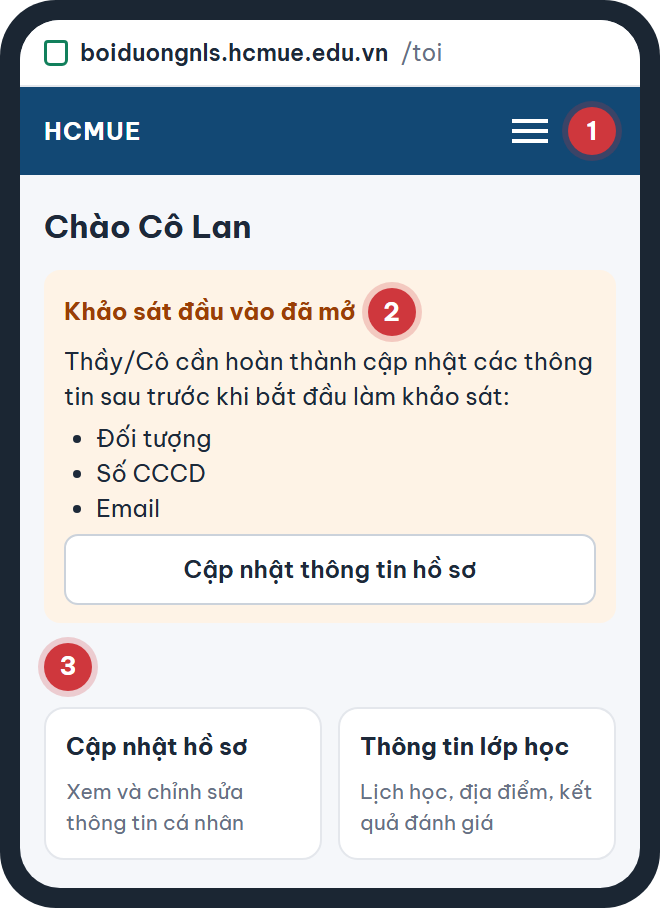 boiduongnls.hcmue.edu.vn /toi
HCMUE
1
Chào Cô Lan
Khảo sát đầu vào đã mở 2
Thầy/Cô cần hoàn thành cập nhật các thông
tin sau trước khi bắt đầu làm khảo sát:
• Đối tượng
• Số CCCD
• Email
Cập nhật thông tin hồ sơ
3
Cập nhật hồ sơ
Xem và chỉnh sửa
thông tin cá nhân
Thông tin lớp học
Lịch học, địa điểm, kết
quả đánh giá